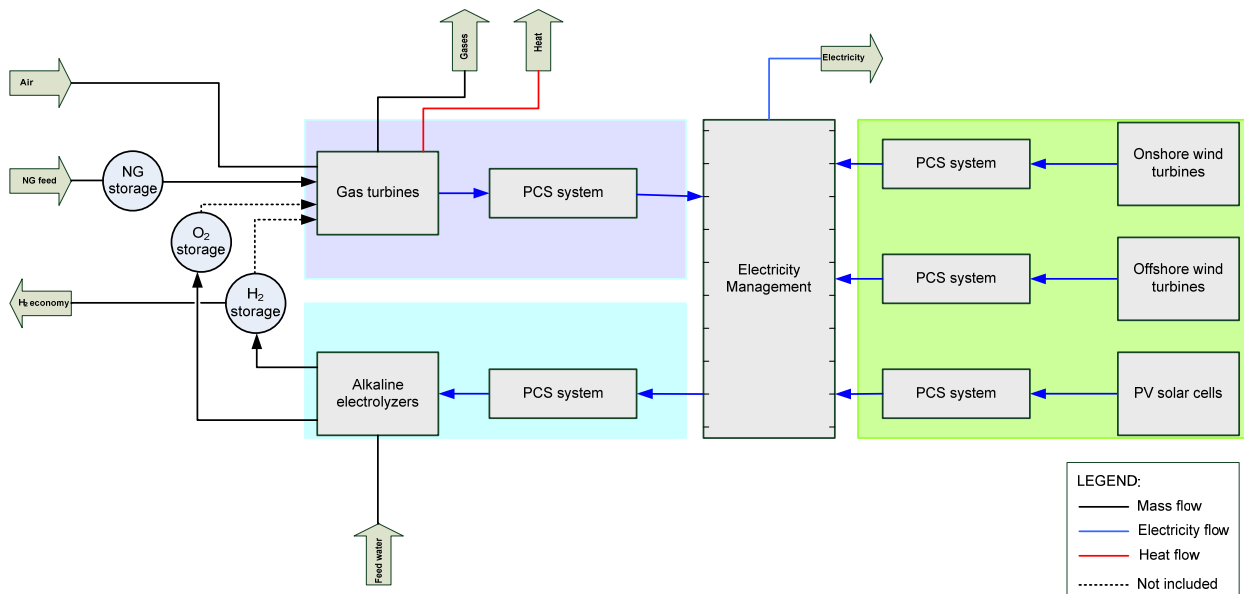 Gases
Heat
Electricity
Air
NG feed
NG
storage
O₂
storage
H₂ economy
H₂
storage
Gas turbines
PCS system
Alkaline
electrolyzers
PCS system
Feed water
Electricity
Management
PCS system
Onshore wind
turbines
PCS system
Offshore wind
turbines
PCS system
PV solar cells
LEGEND:
Mass flow
Electricity flow
Heat flow
Not included